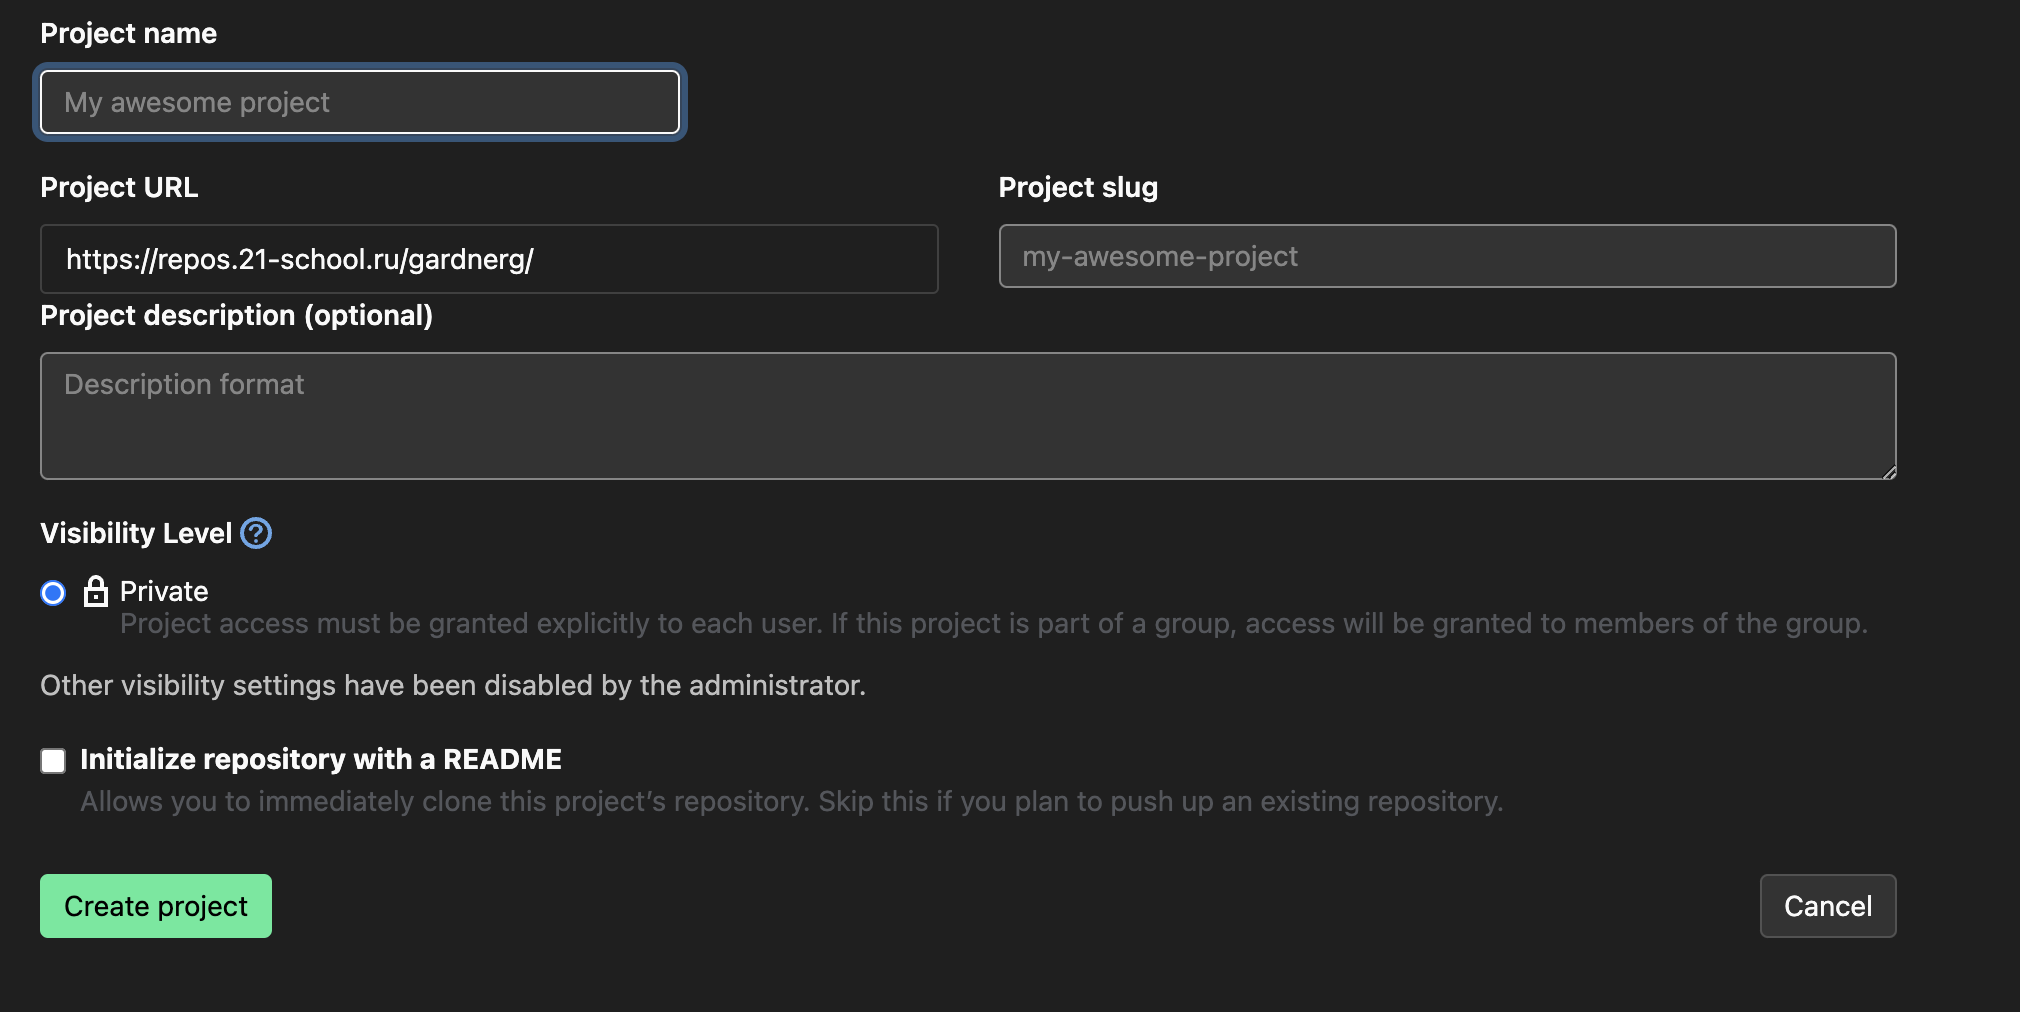 Project name
My awesome project
Project URL
Project slug
https://repos.21-school.ru/gardnerg/
my-awesome-project
Project description (optional)
Description format
Visibility Level ?
Private
Project access must be granted explicitly to each user. If this project is part of a group, access will be granted to members of the group.
Other visibility settings have been disabled by the administrator.
Initialize repository with a README
Allows you to immediately clone this project’s repository. Skip this if you plan to push up an existing repository.
Create project
Cancel